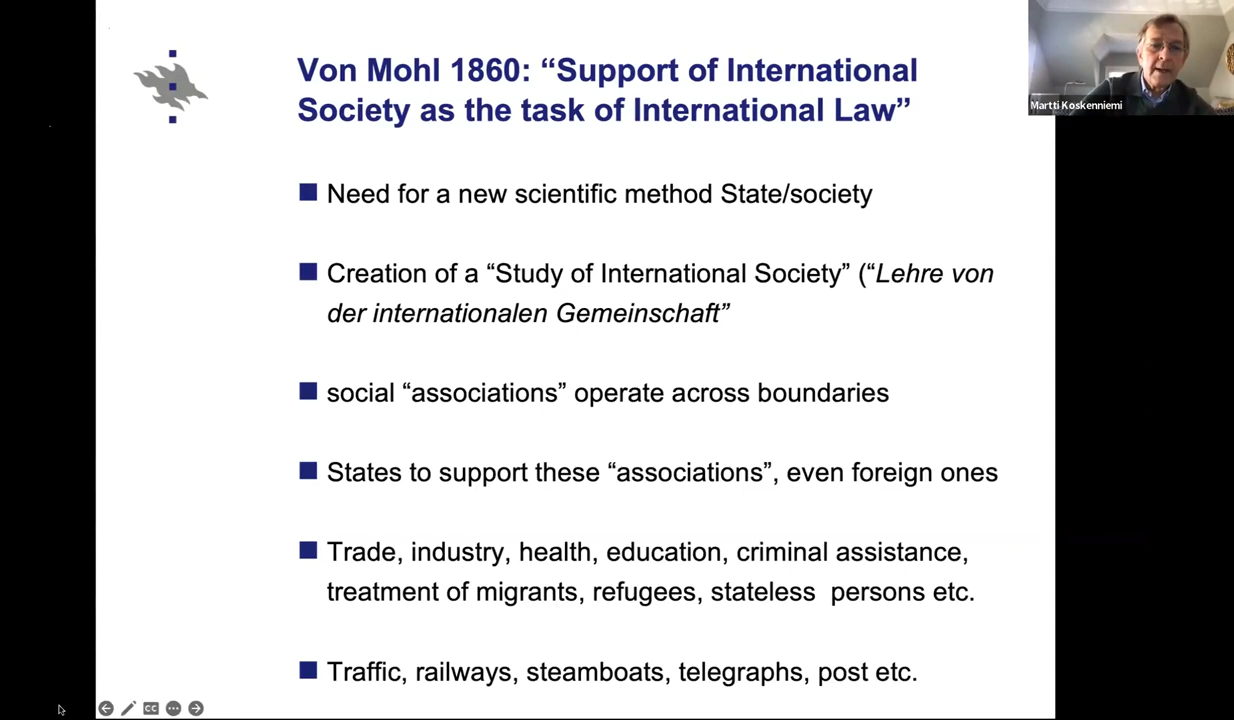 Von Mohl 1860: “Support of International
Society as the task of International Law”
Martti Koskenniemi
Need for a new scientific method State/society
Creation of a “Study of International Society” (“Lehre von
der internationalen Gemeinschaft”
social “associations” operate across boundaries
States to support these “associations”, even foreign ones
Trade, industry, health, education, criminal assistance,
treatment of migrants, refugees, stateless  persons etc.
Traffic, railways, steamboats, telegraphs, post etc.
CC